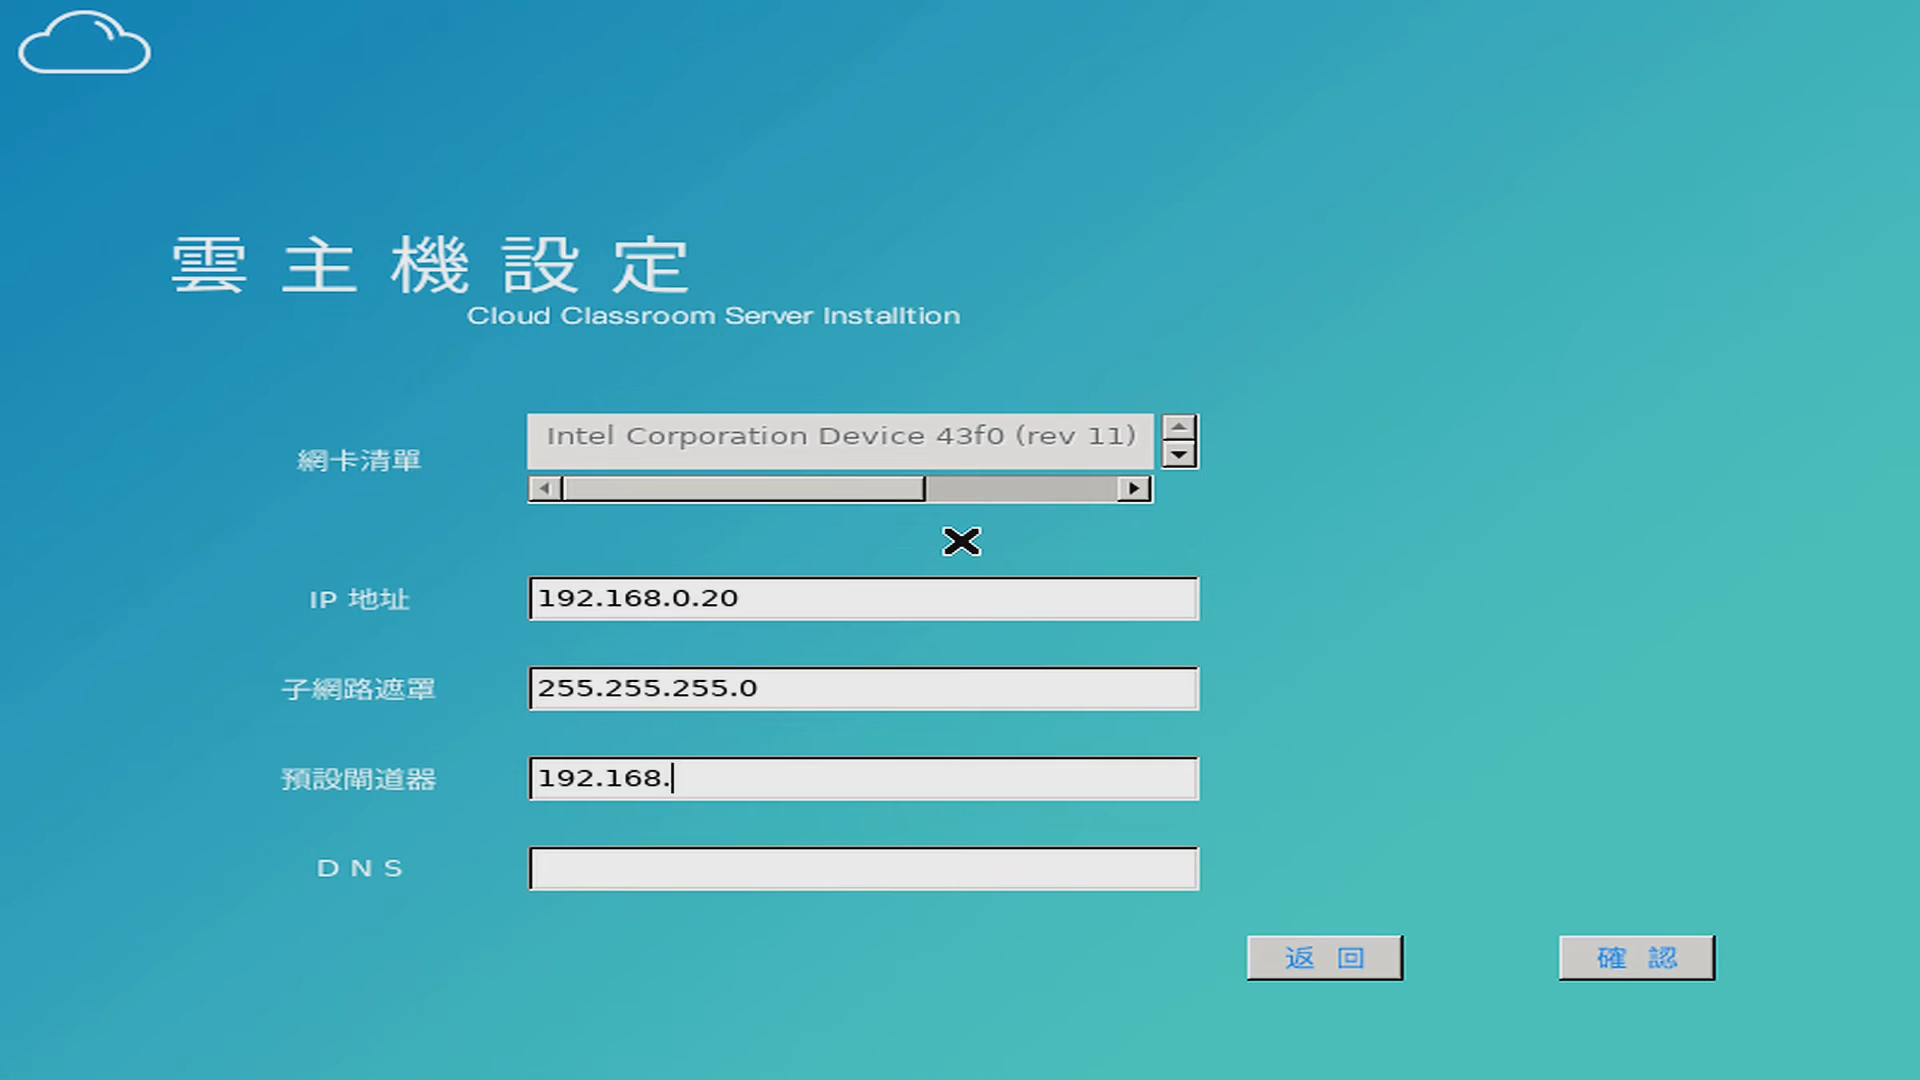 雲主機設定
Cloud Classroom Server Installtion
網卡清單
Intel Corporation Device 43f0 (rev 11)
IP 地址
192.168.0.20
子網路遮罩
255.255.255.0
預設閘道器
192.168.
DNS
返回
確認